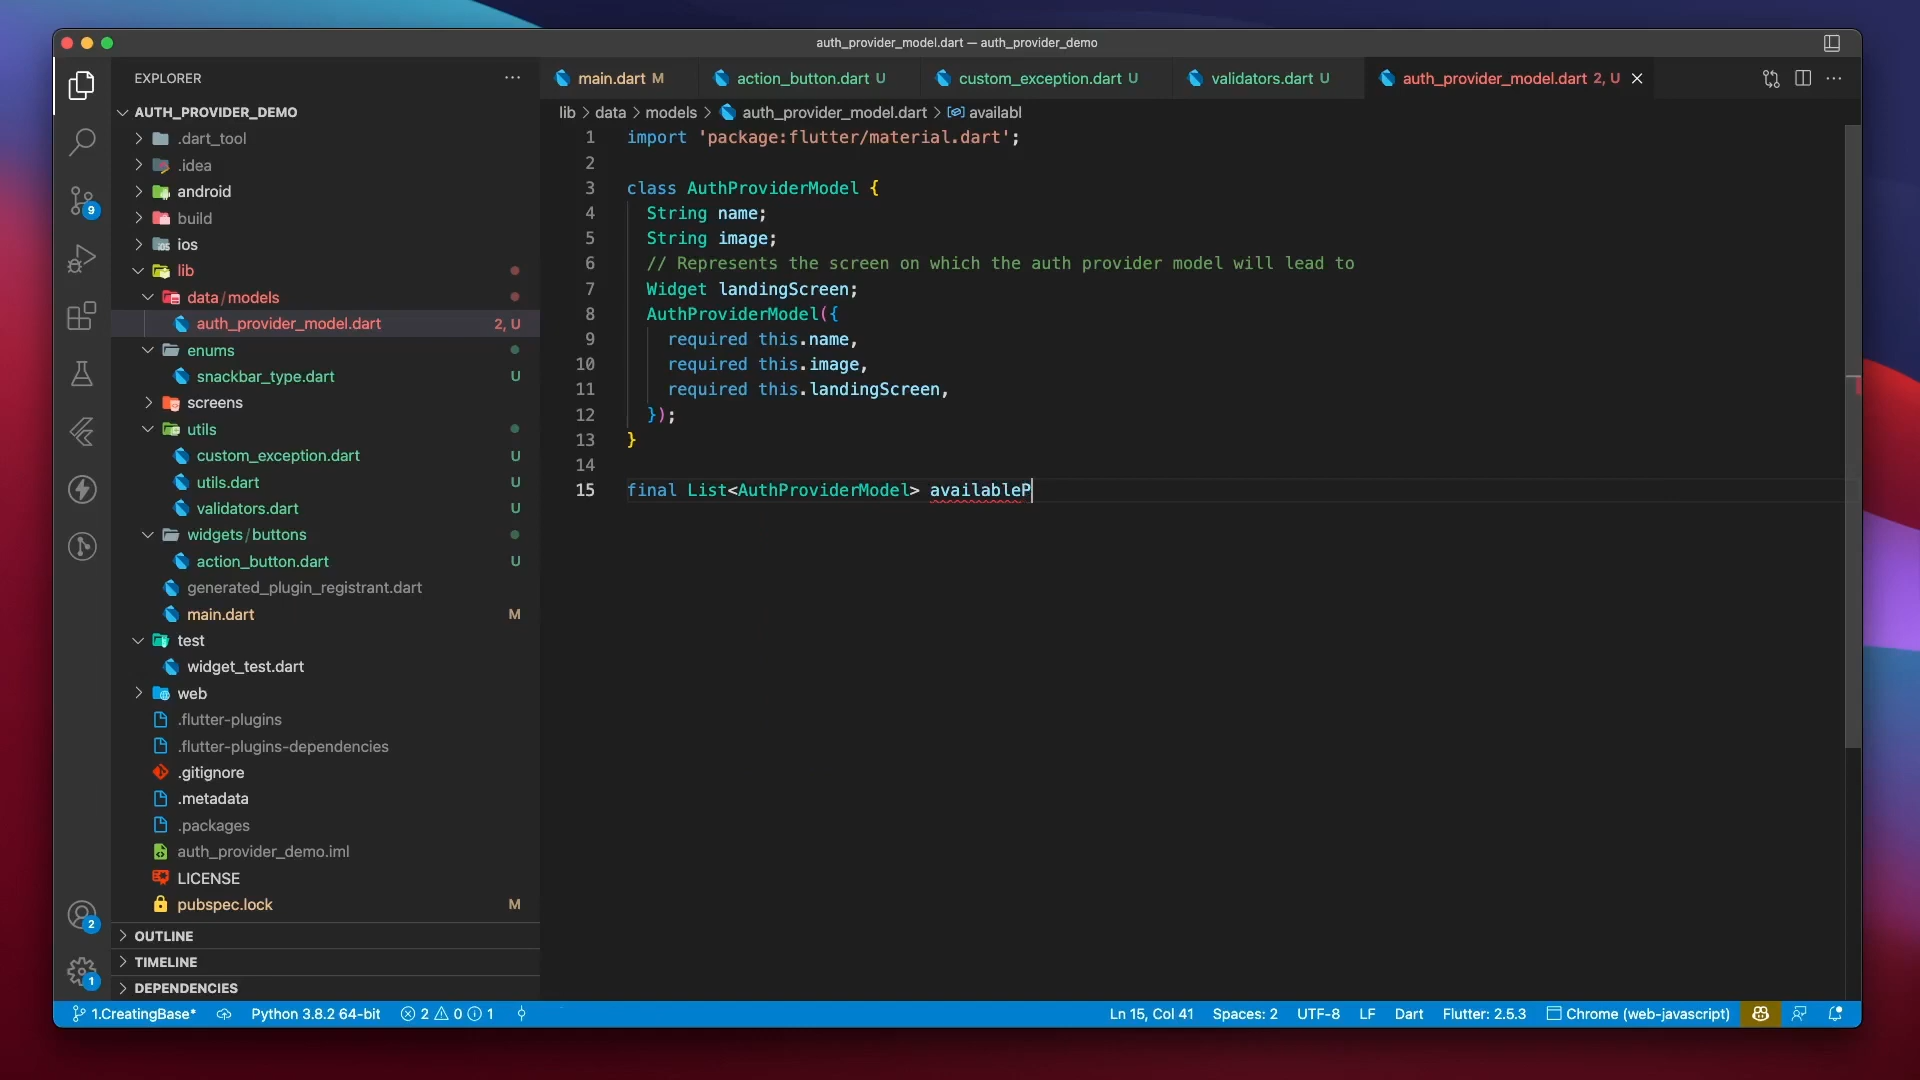 auth_provider_model.dart — auth_provider_demo
EXPLORER
main.dart M
action_button.dart U
custom_exception.dart U
validators.dart U
auth_provider_model.dart 2, U
lib > data > models > auth_provider_model.dart > availabl
AUTH_PROVIDER_DEMO
.dart_tool
.idea
android
build
ios
lib
data/models
auth_provider_model.dart 2, U
enums
snackbar_type.dart U
screens
utils
custom_exception.dart U
utils.dart U
validators.dart U
widgets/buttons
action_button.dart U
generated_plugin_registrant.dart
main.dart M
test
widget_test.dart
web
.flutter-plugins
.flutter-plugins-dependencies
.gitignore
.metadata
.packages
auth_provider_demo.iml
LICENSE
pubspec.lock M
OUTLINE
TIMELINE
DEPENDENCIES
9
2
1
1 import 'package:flutter/material.dart';
2
3 class AuthProviderModel {
4 String name;
5 String image;
6 // Represents the screen on which the auth provider model will lead to
7 Widget landingScreen;
8 AuthProviderModel({
9 required this.name,
10 required this.image,
11 required this.landingScreen,
12 });
13 }
14
15 final List<AuthProviderModel> availableP
1.CreatingBase* Python 3.8.2 64-bit 2 0 1 Ln 15, Col 41 Spaces: 2 UTF-8 LF Dart Flutter: 2.5.3 Chrome (web-javascript)